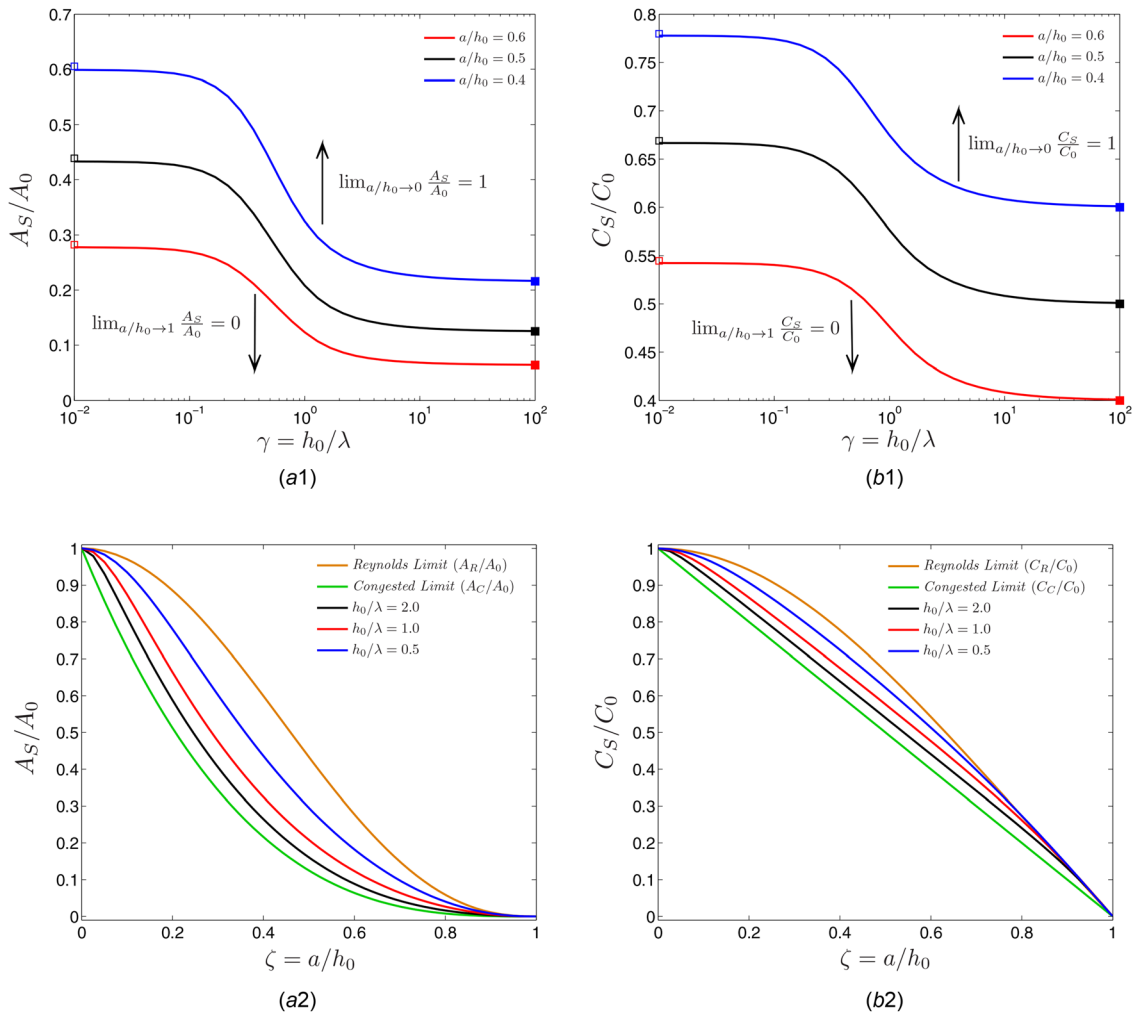 0.7
0.6
0.5
0.4
0.3
0.2
0.1
0
A_S/A_0
a/h_0 = 0.6
a/h_0 = 0.5
a/h_0 = 0.4
lim_{a/h_0→0} A_S/A_0 = 1
lim_{a/h_0→1} A_S/A_0 = 0
10^{-2} 10^{-1} 10^0 10^1 10^2
γ = h_0/λ
(a1)
0.8
0.75
0.7
0.65
0.6
0.55
0.5
0.45
0.4
C_S/C_0
a/h_0 = 0.6
a/h_0 = 0.5
a/h_0 = 0.4
lim_{a/h_0→0} C_S/C_0 = 1
lim_{a/h_0→1} C_S/C_0 = 0
10^{-2} 10^{-1} 10^0 10^1 10^2
γ = h_0/λ
(b1)
1
0.9
0.8
0.7
0.6
0.5
0.4
0.3
0.2
0.1
0
A_S/A_0
Reynolds Limit (A_R/A_0)
Congested Limit (A_C/A_0)
h_0/λ = 2.0
h_0/λ = 1.0
h_0/λ = 0.5
0 0.2 0.4 0.6 0.8 1
ζ = a/h_0
(a2)
1
0.9
0.8
0.7
0.6
0.5
0.4
0.3
0.2
0.1
0
C_S/C_0
Reynolds Limit (C_R/C_0)
Congested Limit (C_C/C_0)
h_0/λ = 2.0
h_0/λ = 1.0
h_0/λ = 0.5
0 0.2 0.4 0.6 0.8 1
ζ = a/h_0
(b2)